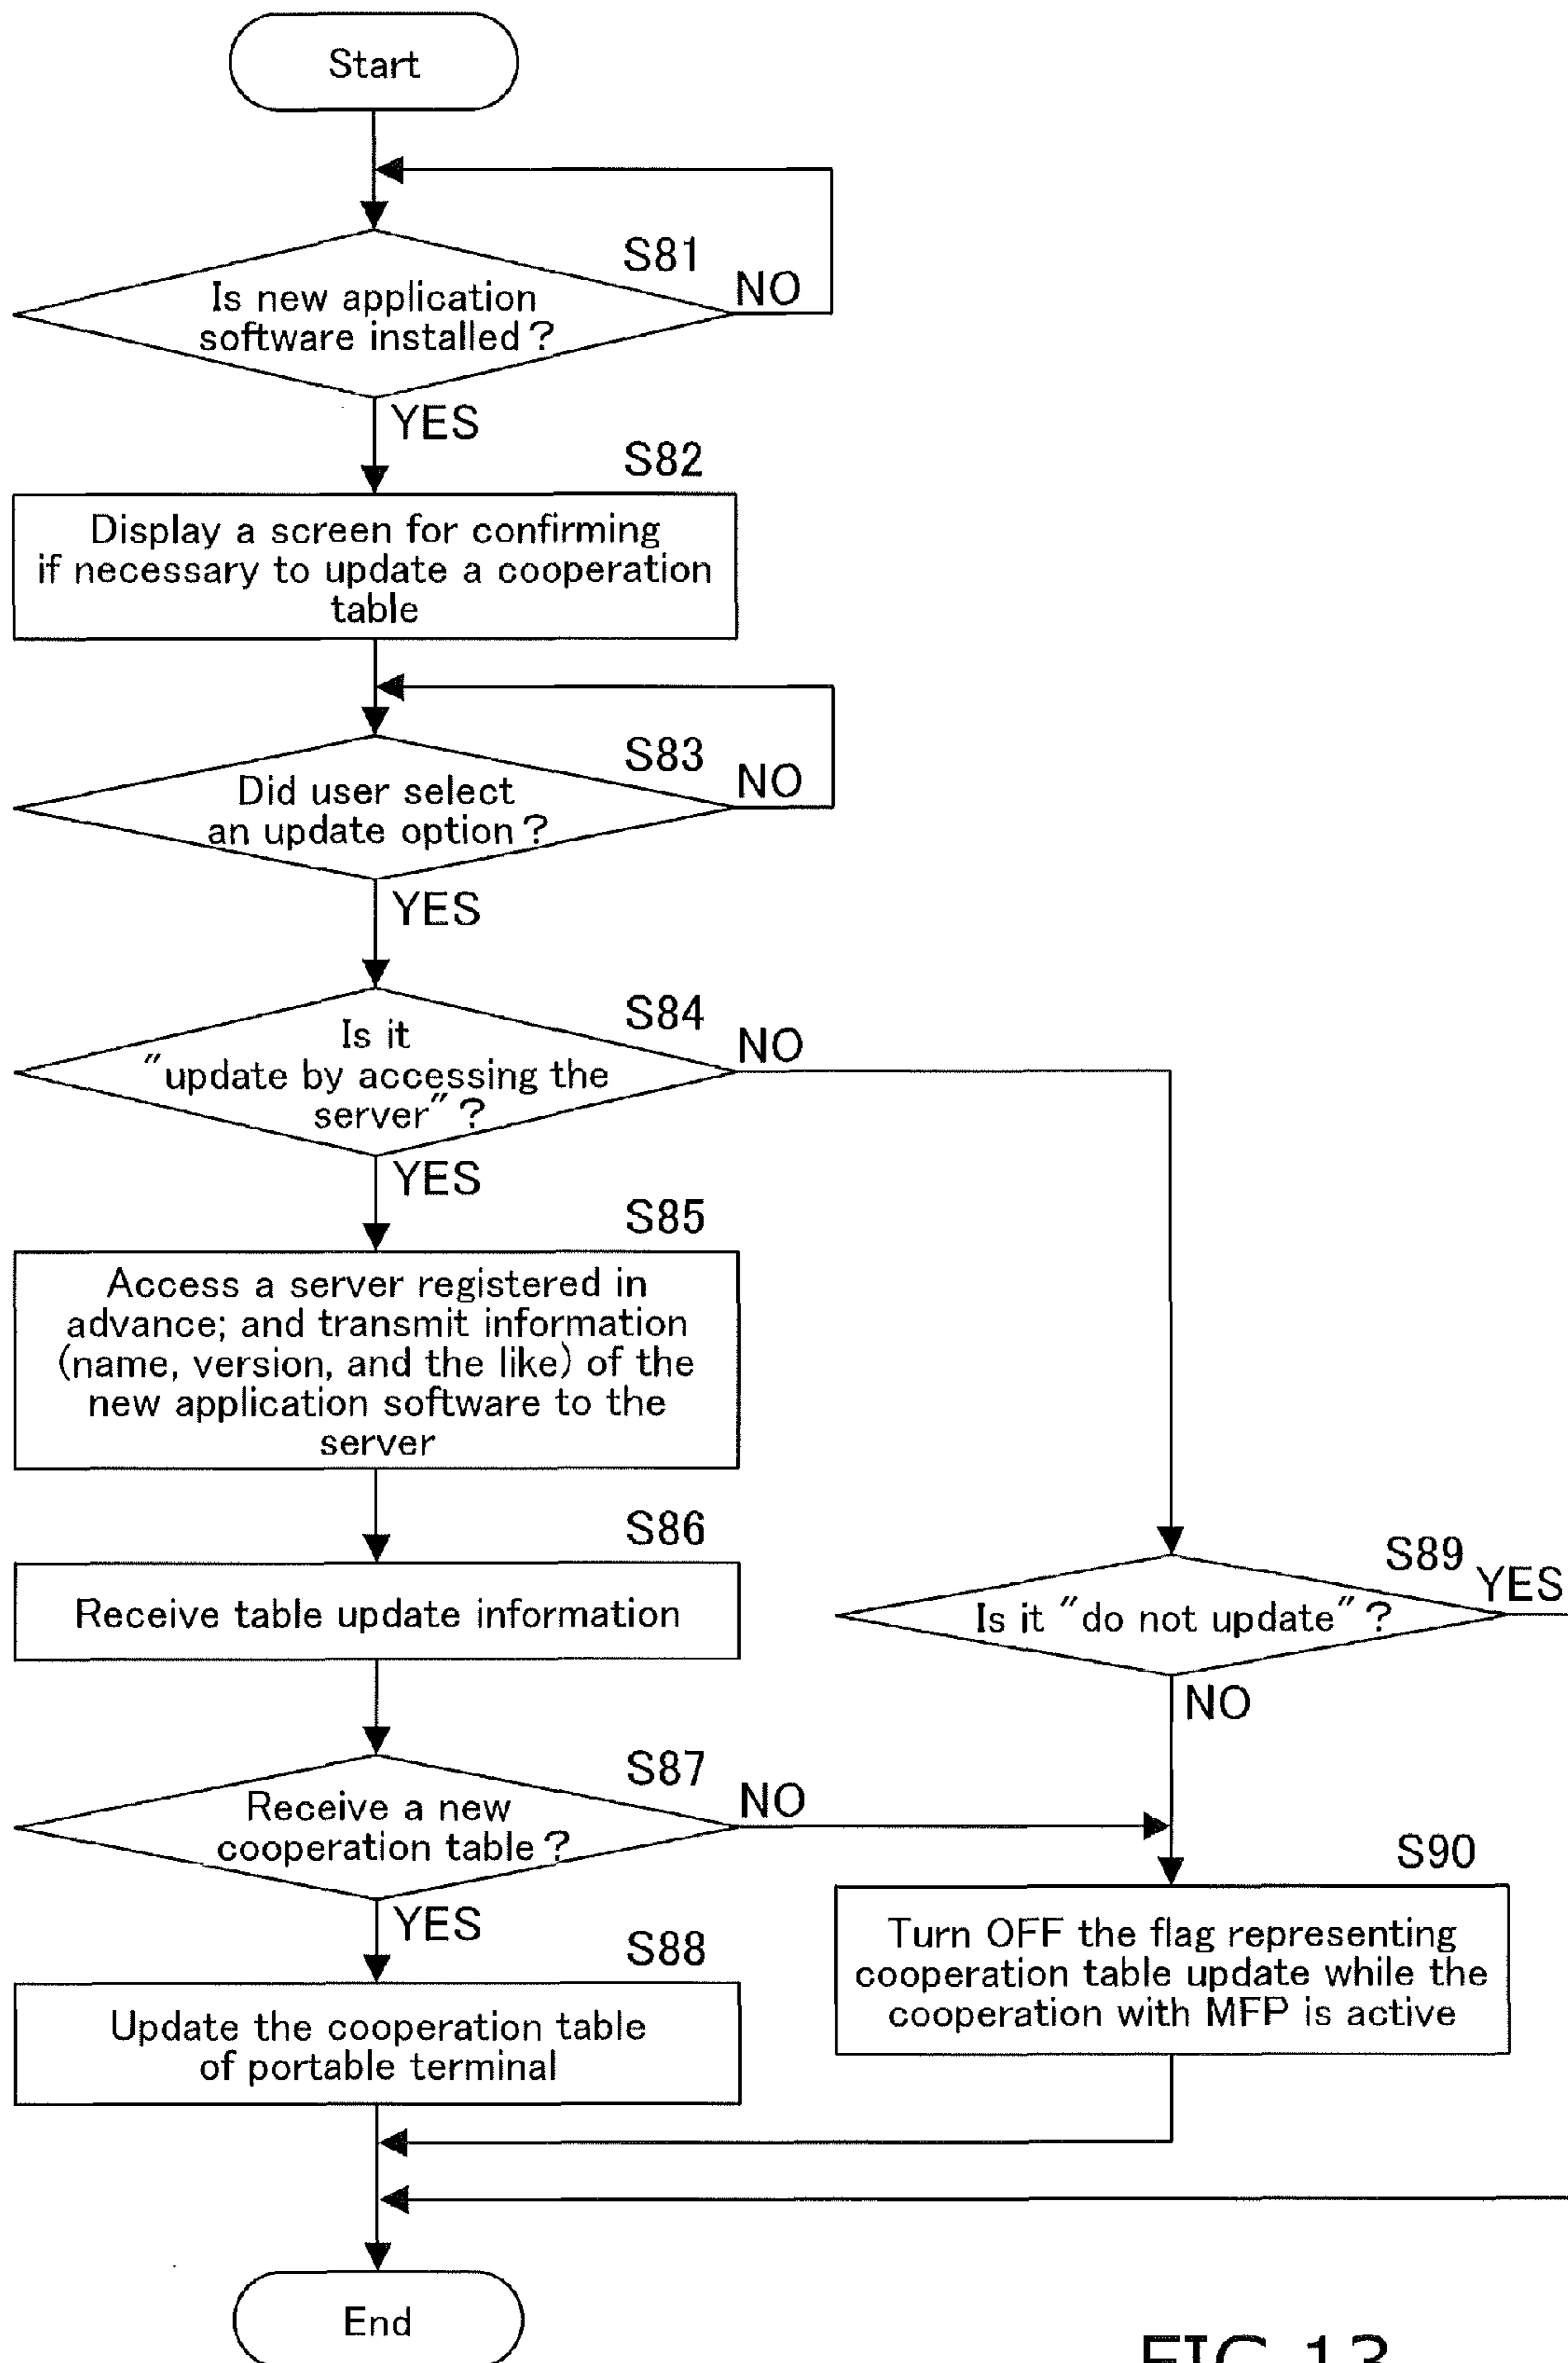 Start
S81
NO
Is new application
software installed?
YES
S82
Display a screen for confirming
if necessary to update a cooperation
table
S83
NO
Did user select
an update option?
YES
S84
NO
Is it
"update by accessing the
server"?
YES
S85
Access a server registered in
advance; and transmit information
(name, version, and the like) of the
new application software to the
server
S86
Receive table update information
S89
YES
Is it "do not update"?
NO
S87
NO
Receive a new
cooperation table?
YES
S90
Turn OFF the flag representing
cooperation table update while the
cooperation with MFP is active
S88
Update the cooperation table
of portable terminal
End
FIG.13